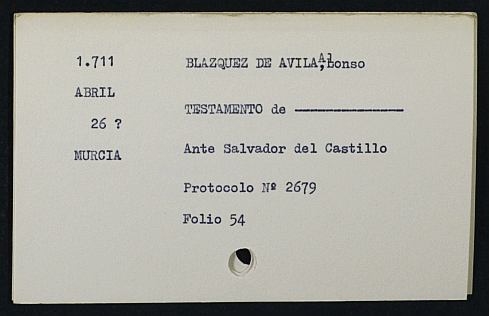 1.711
ABRIL
26 ?
MURCIA
BLAZQUEZ DE AVILA, Alonso
TESTAMENTO de ---------------
Ante Salvador del Castillo
Protocolo Nº 2679
Folio 54